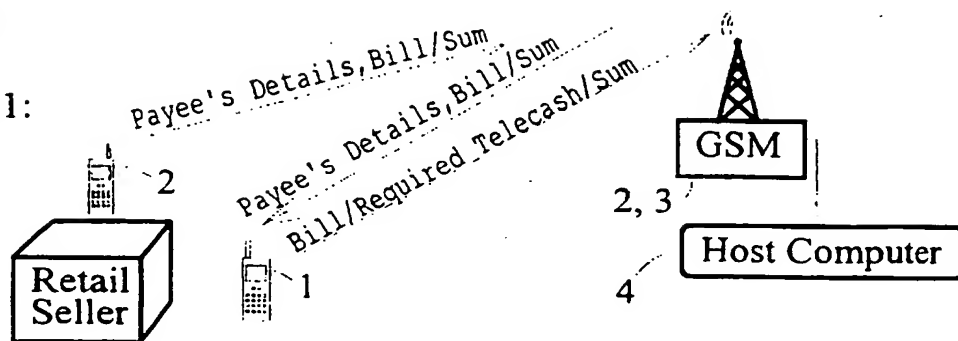 1:
Payee's Details,Bill/Sum
Payee's Details,Bill/Sum
Bill/Required Telecash/Sum
GSM
2
2, 3
1
Retail
Seller
Host Computer
4